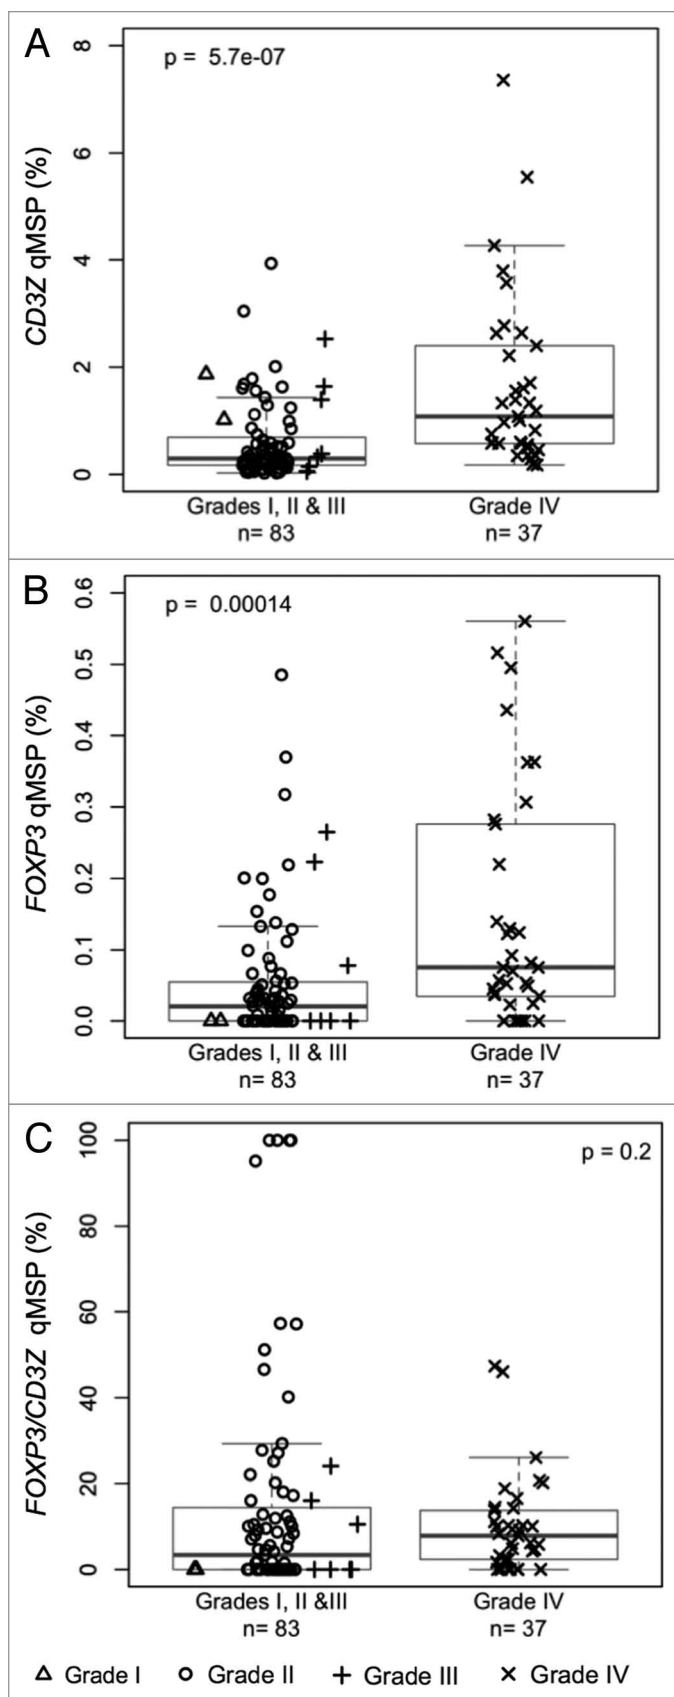 A
p = 5.7e-07
CD3Z qMSP (%)
8
6
4
2
0
Grades I, II & III
n= 83
Grade IV
n= 37
B
p = 0.00014
FOXP3 qMSP (%)
0.6
0.5
0.4
0.3
0.2
0.1
0.0
Grades I, II & III
n= 83
Grade IV
n= 37
C
p = 0.2
FOXP3/CD3Z qMSP (%)
100
80
60
40
20
0
Grades I, II &III
n= 83
Grade IV
n= 37
Grade I Grade II Grade III Grade IV